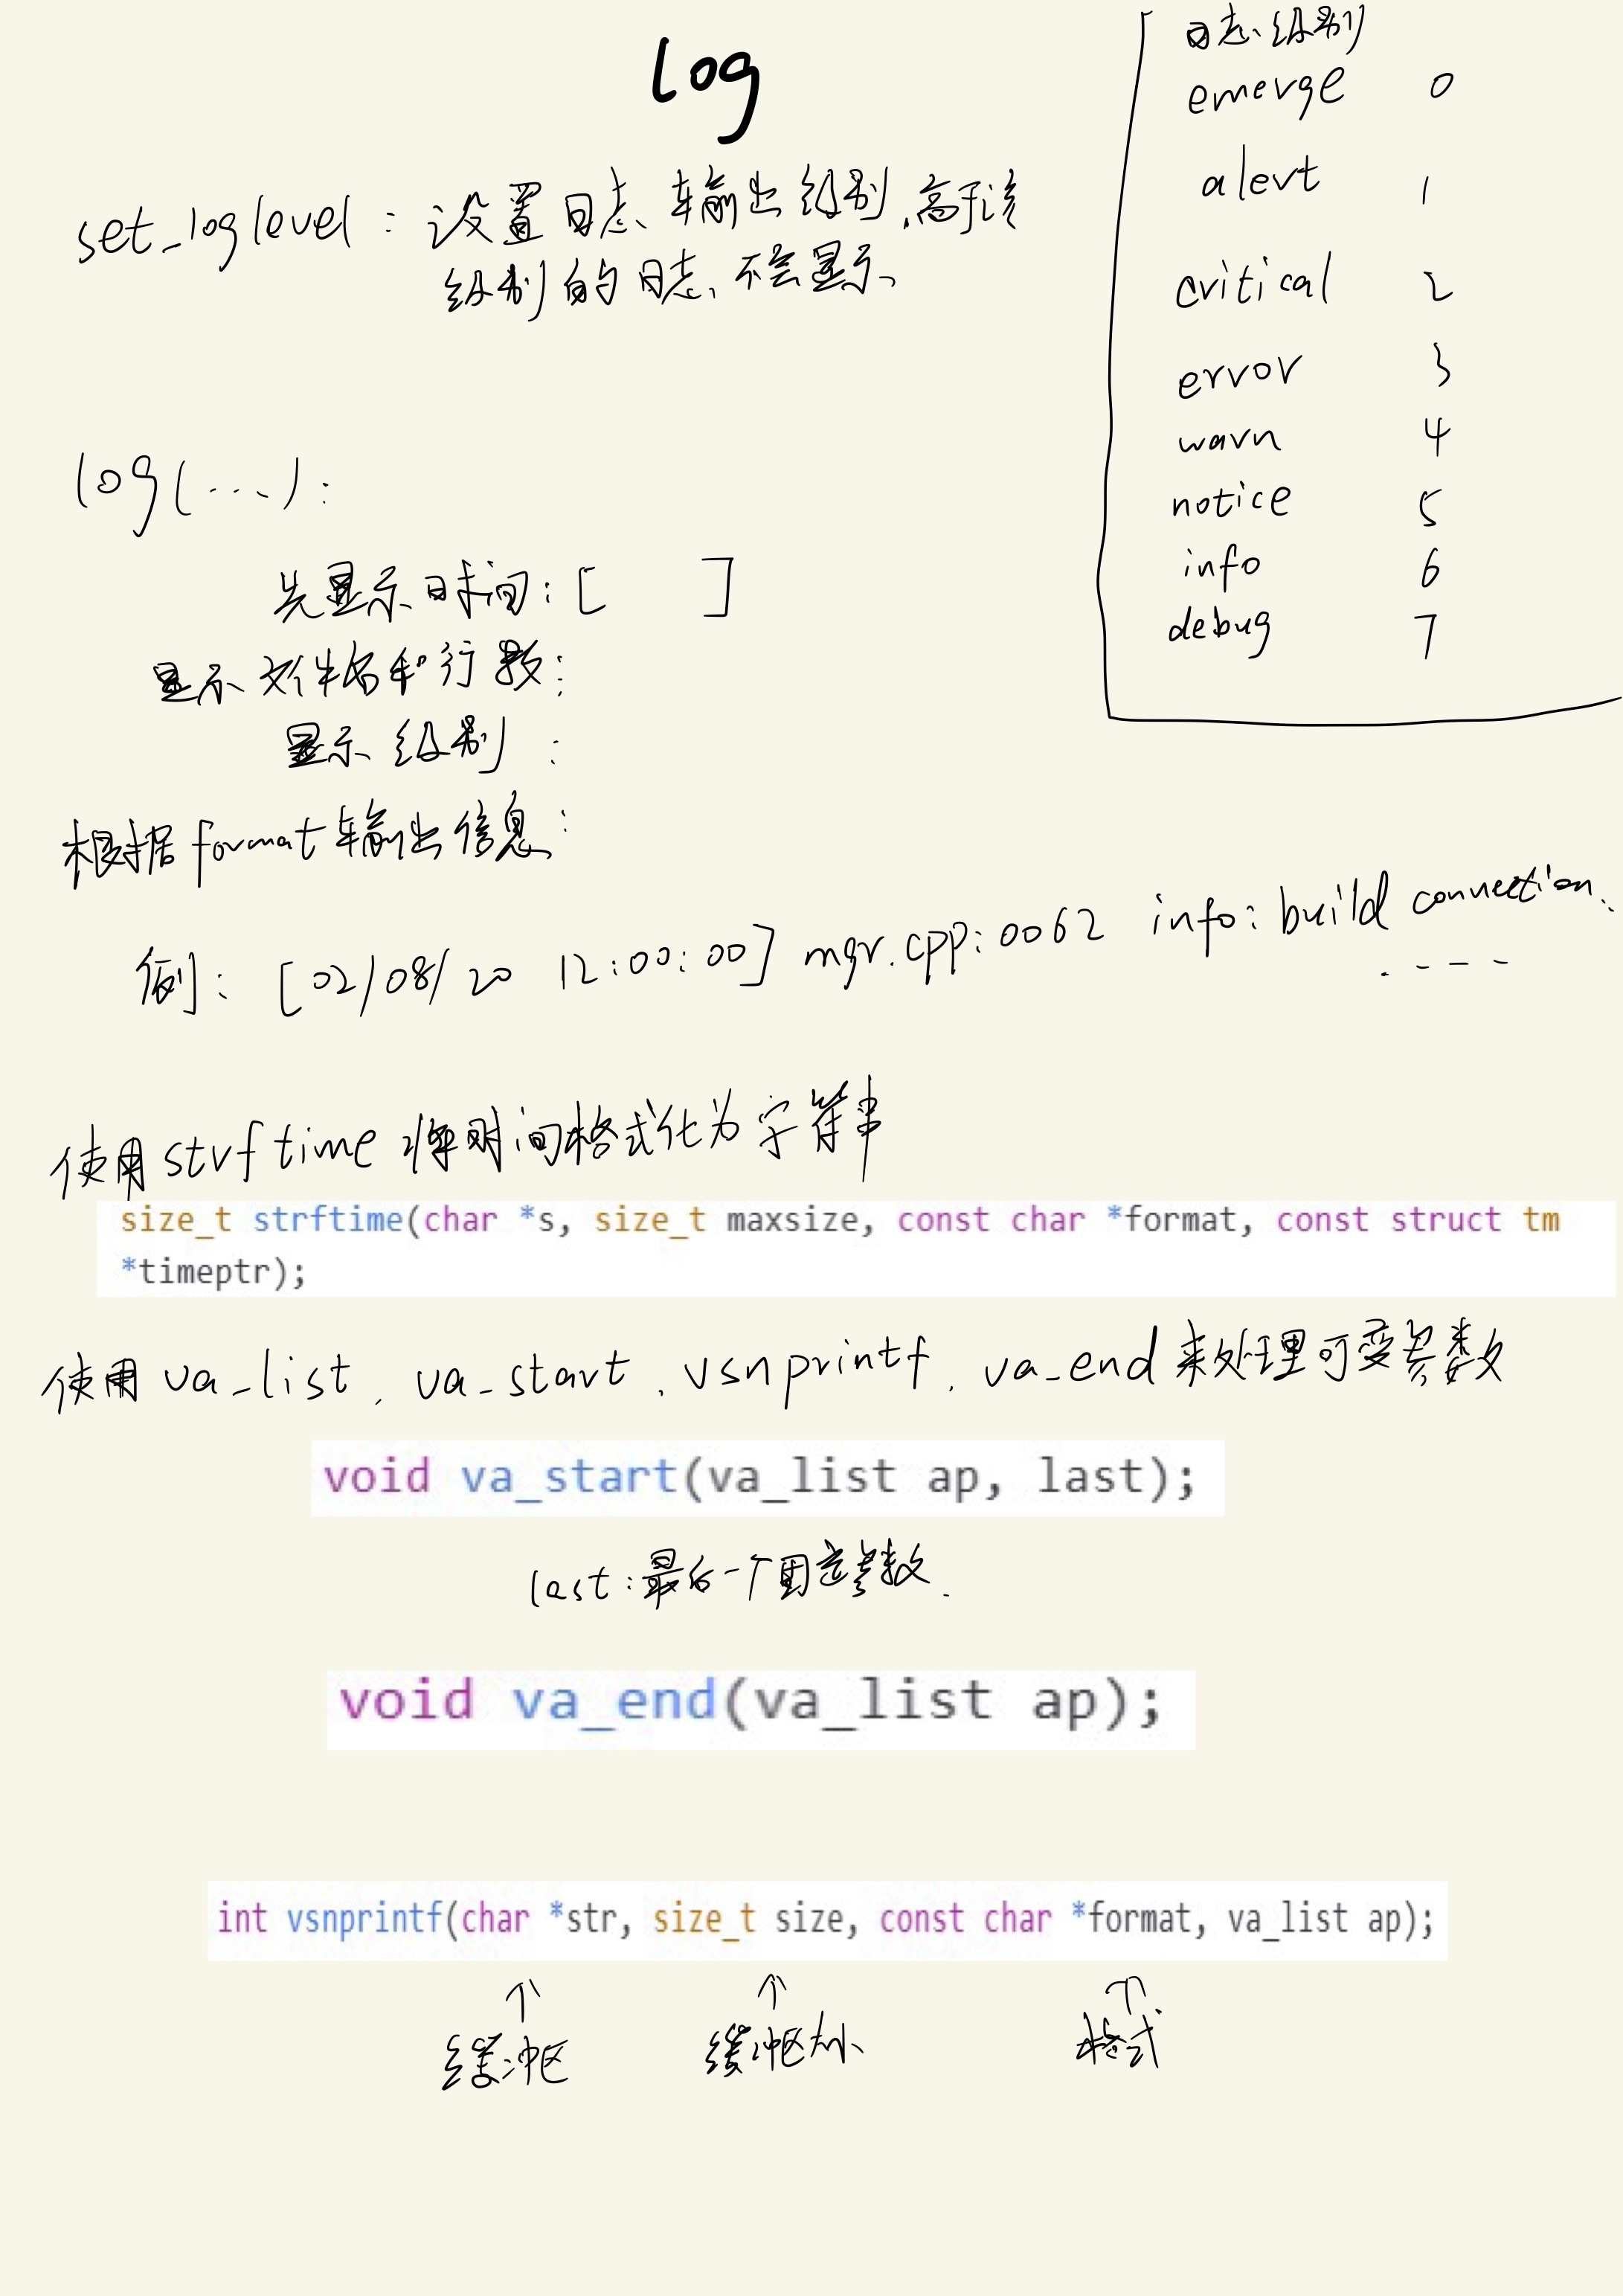 log
日志级别
emerge 0
alert 1
critical 2
error 3
warn 4
notice 5
info 6
debug 7
set_loglevel: 设置日志输出级别,高于该
级别的日志不会显示
log(...):
先显示时间:[ ]
显示文件名和行数:
显示级别:
根据format输出信息:
例: [02/08/20 12:00:00] mgr.cpp:0062 info: build connection..
.----
使用strftime 将时间格式化为字符串
size_t strftime(char *s, size_t maxsize, const char *format, const struct tm
*timeptr);
使用va_list、va_start、vsnprintf、va_end来处理可变参数
void va_start(va_list ap, last);
last:最后一个固定参数.
void va_end(va_list ap);
int vsnprintf(char *str, size_t size, const char *format, va_list ap);
↑ ↑ ↑
缓冲区 缓冲区大小 格式